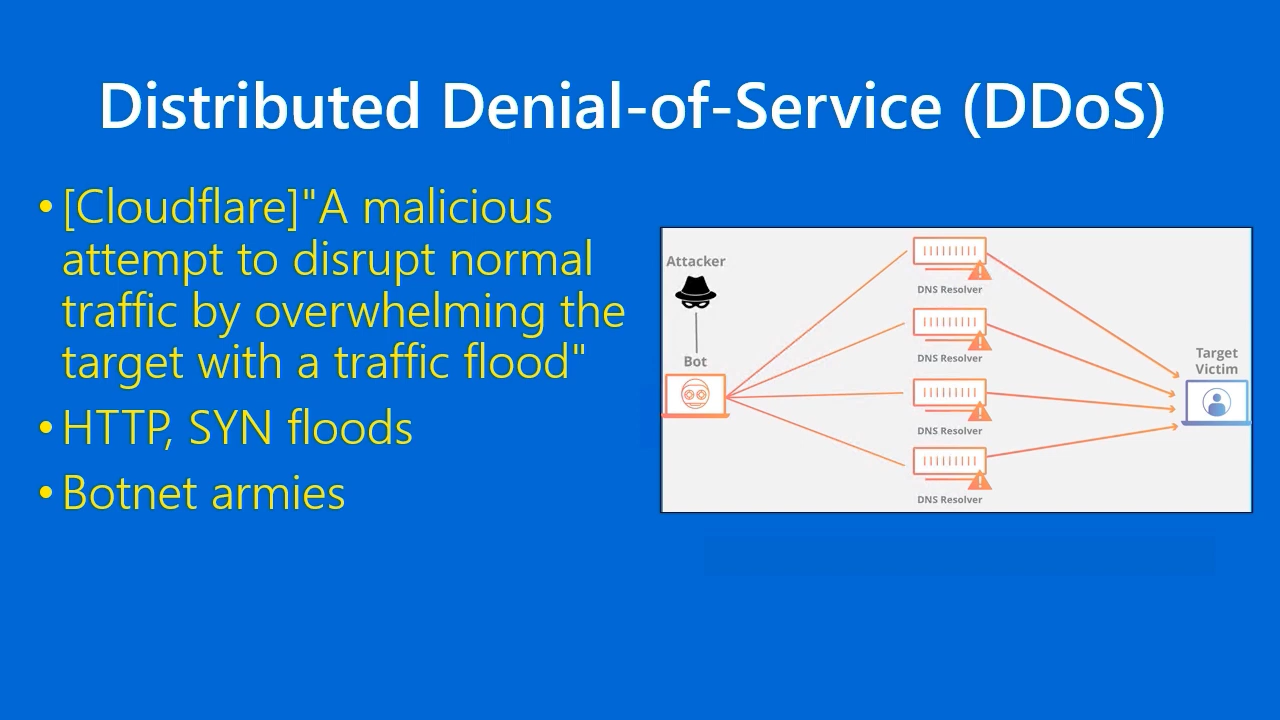 Distributed Denial-of-Service (DDoS)
• [Cloudflare]"A malicious
attempt to disrupt normal
traffic by overwhelming the
target with a traffic flood"
• HTTP, SYN floods
• Botnet armies
Attacker
Bot
DNS Resolver
DNS Resolver
DNS Resolver
DNS Resolver
Target
Victim